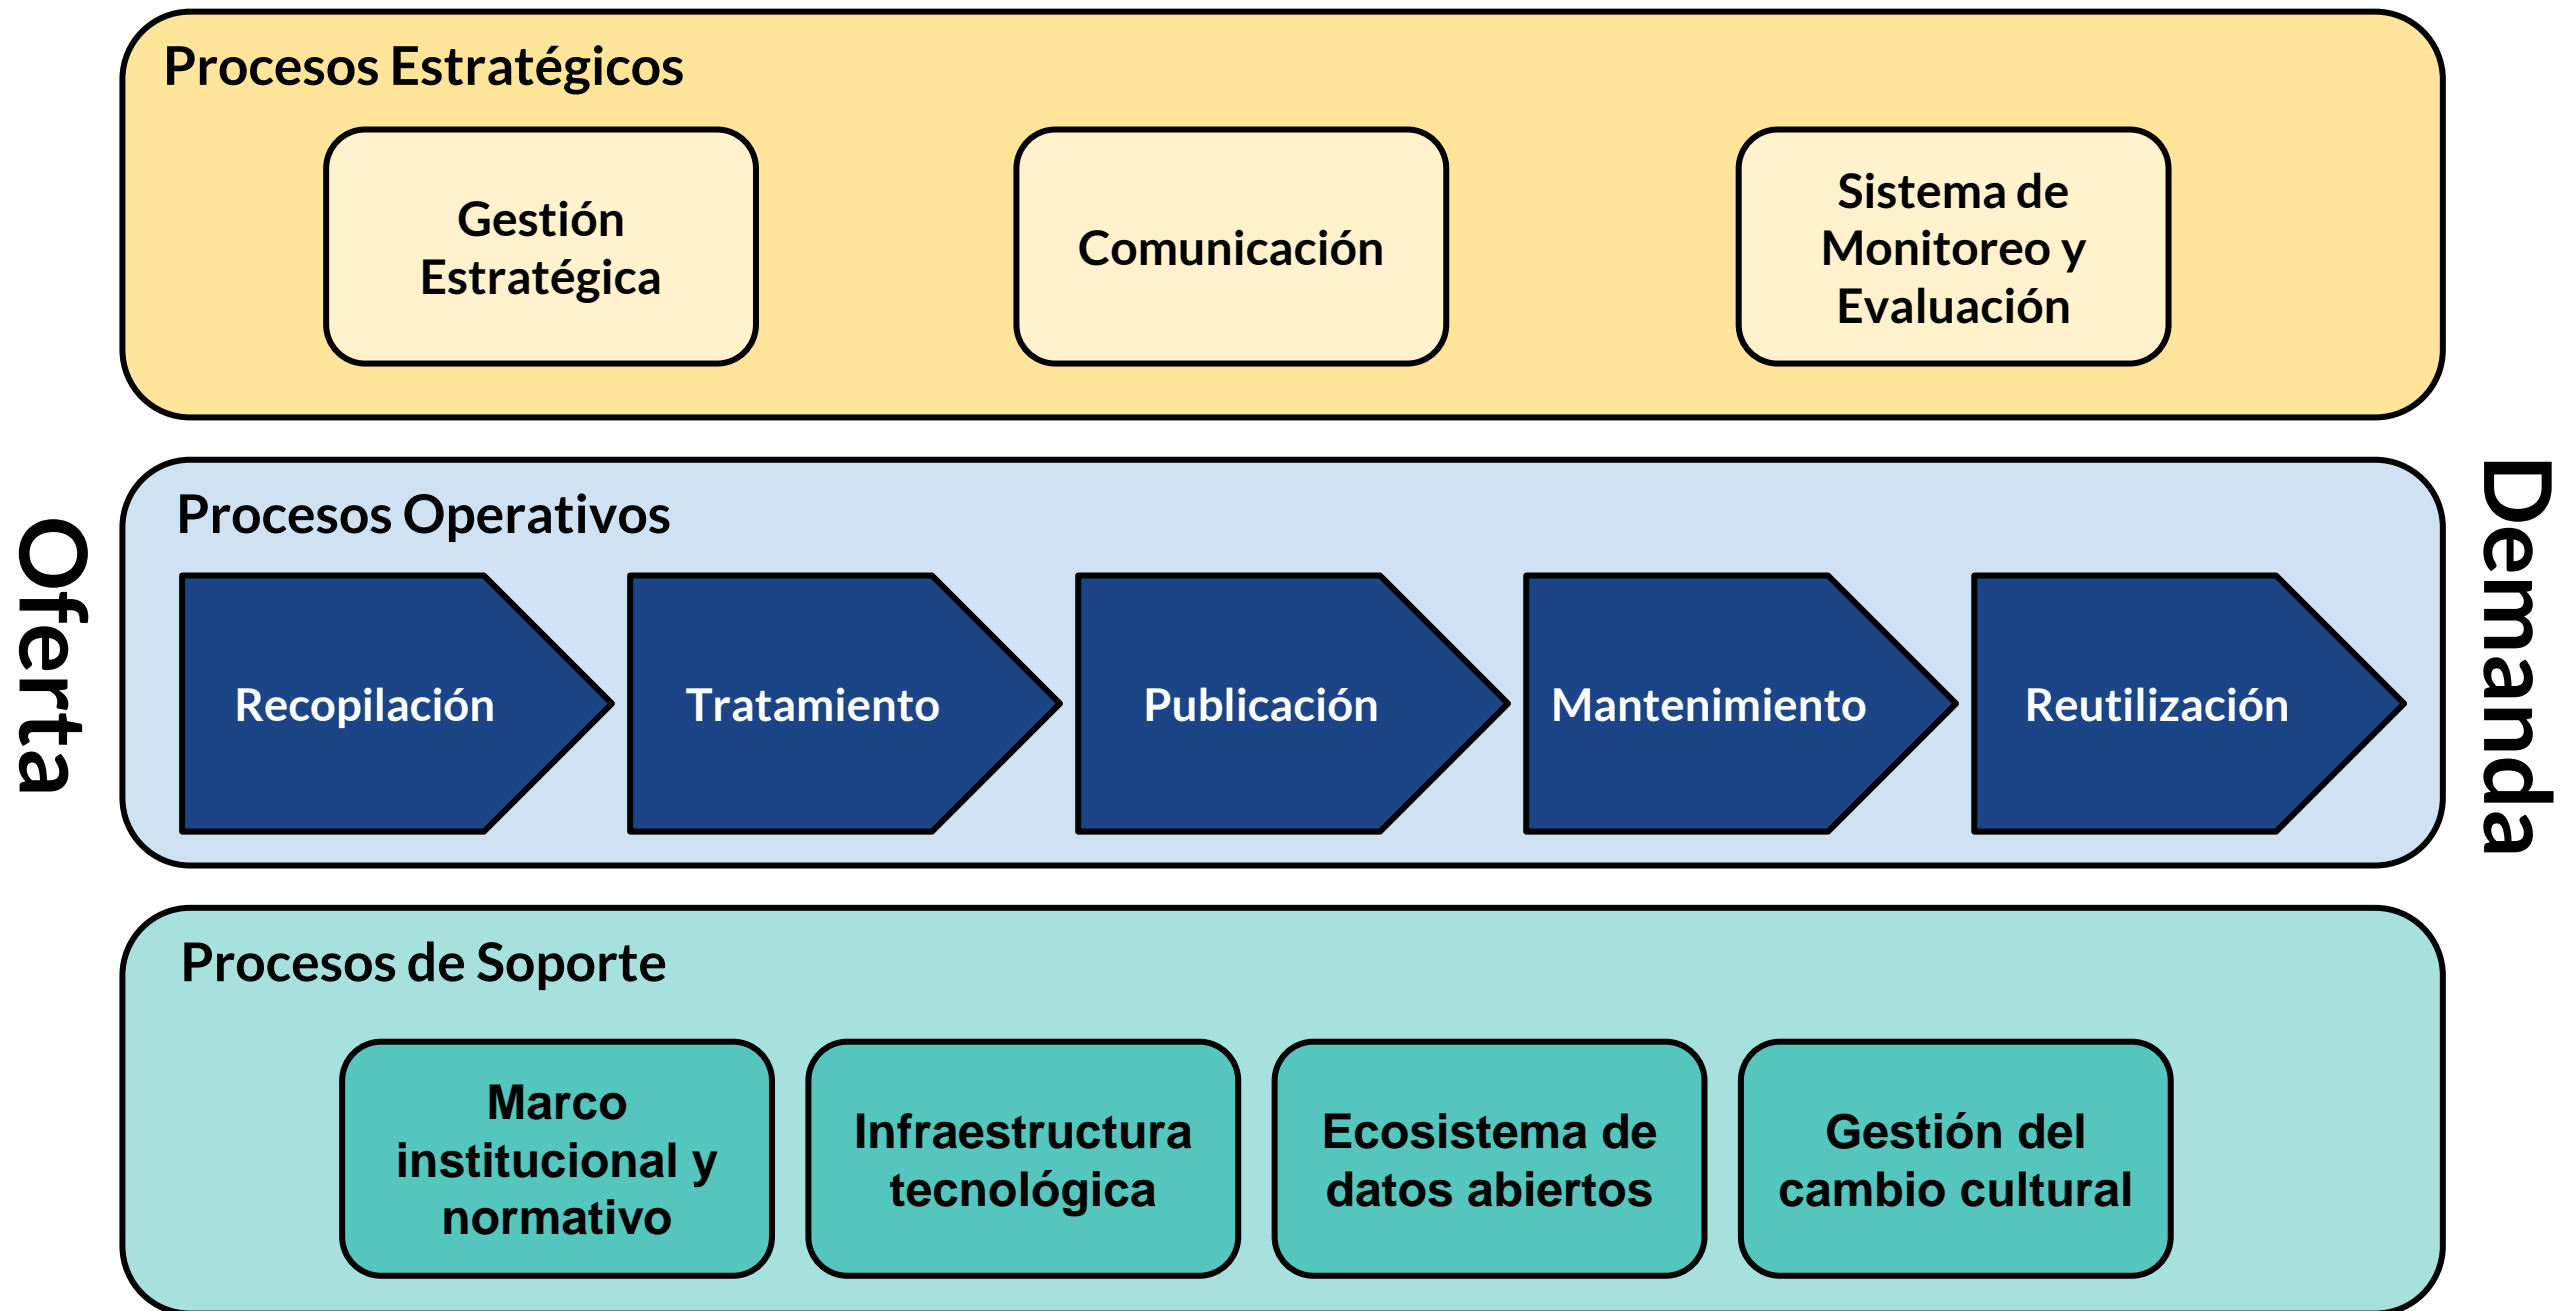 Procesos Estratégicos
Gestión
Estratégica
Comunicación
Sistema de
Monitoreo y
Evaluación
Oferta
Procesos Operativos
Recopilación
Tratamiento
Publicación
Mantenimiento
Reutilización
Demanda
Procesos de Soporte
Marco
institucional y
normativo
Infraestructura
tecnológica
Ecosistema de
datos abiertos
Gestión del
cambio cultural